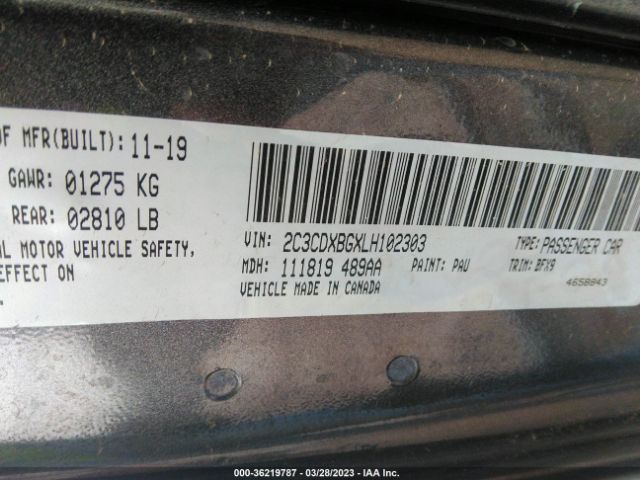 OF MFR(BUILT): 11-19
GAWR: 01275 KG
REAR: 02810 LB
AL MOTOR VEHICLE SAFETY,
EFFECT ON
VIN: 2C3CDXBGXLH102303
TYPE: PASSENGER CAR
MDH: 111819 489AA
PAINT: PAU
TRIM: BFX9
VEHICLE MADE IN CANADA
4658843
000-36219787 - 03/28/2023 - IAA Inc.